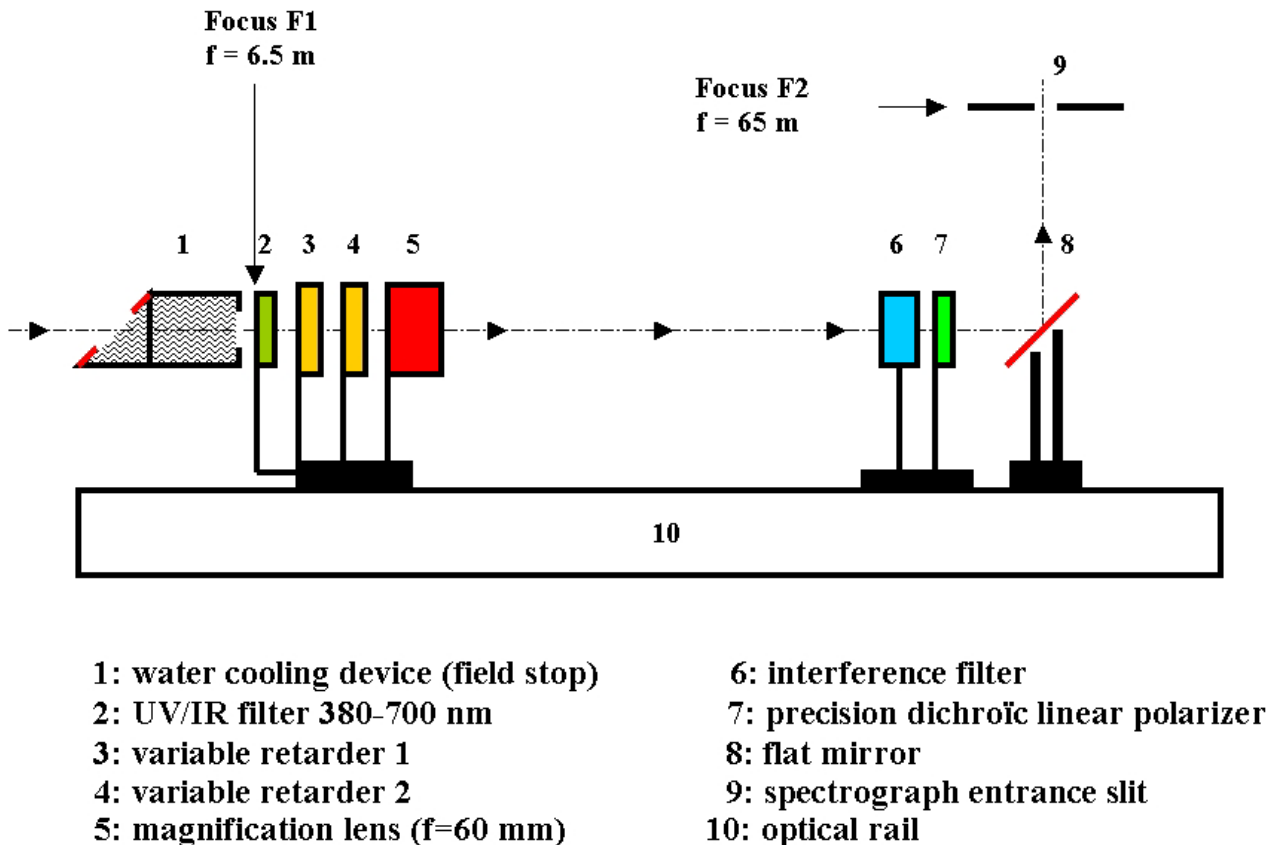 Focus F1
f = 6.5 m
9
Focus F2
f = 65 m
1 2 3 4 5 6 7 8
10
1: water cooling device (field stop)
2: UV/IR filter 380-700 nm
3: variable retarder 1
4: variable retarder 2
5: magnification lens (f=60 mm)
6: interference filter
7: precision dichroïc linear polarizer
8: flat mirror
9: spectrograph entrance slit
10: optical rail